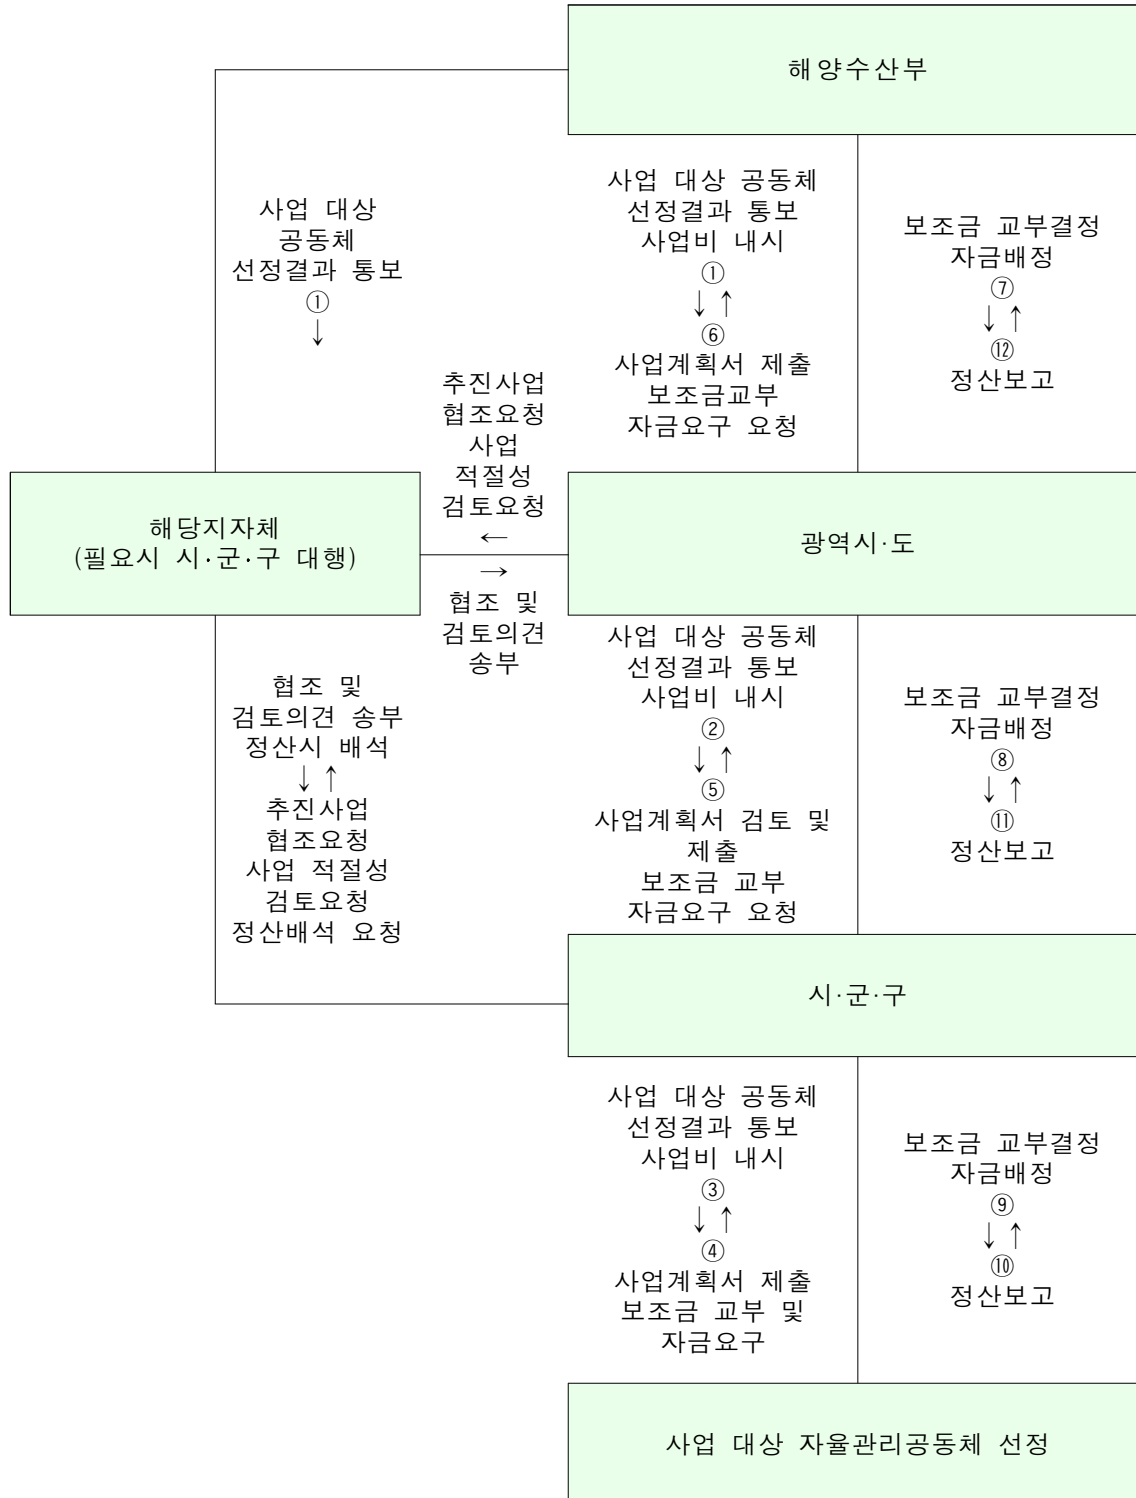 해양수산부
사업 대상
공동체
선정결과 통보
①
↓
사업 대상 공동체
선정결과 통보
사업비 내시
①
↓ ↑
⑥
사업계획서 제출
보조금교부
자금요구 요청
보조금 교부결정
자금배정
⑦
↓ ↑
⑫
정산보고
추진사업
협조요청
사업
적절성
검토요청
←
→
협조 및
검토의견
송부
해당지자체
(필요시 시·군·구 대행)
광역시·도
협조 및
검토의견 송부
정산시 배석
↓ ↑
추진사업
협조요청
사업 적절성
검토요청
정산배석 요청
사업 대상 공동체
선정결과 통보
사업비 내시
②
↓ ↑
⑤
사업계획서 검토 및
제출
보조금 교부
자금요구 요청
보조금 교부결정
자금배정
⑧
↓ ↑
⑪
정산보고
시·군·구
사업 대상 공동체
선정결과 통보
사업비 내시
③
↓ ↑
④
사업계획서 제출
보조금 교부 및
자금요구
보조금 교부결정
자금배정
⑨
↓ ↑
⑩
정산보고
사업 대상 자율관리공동체 선정